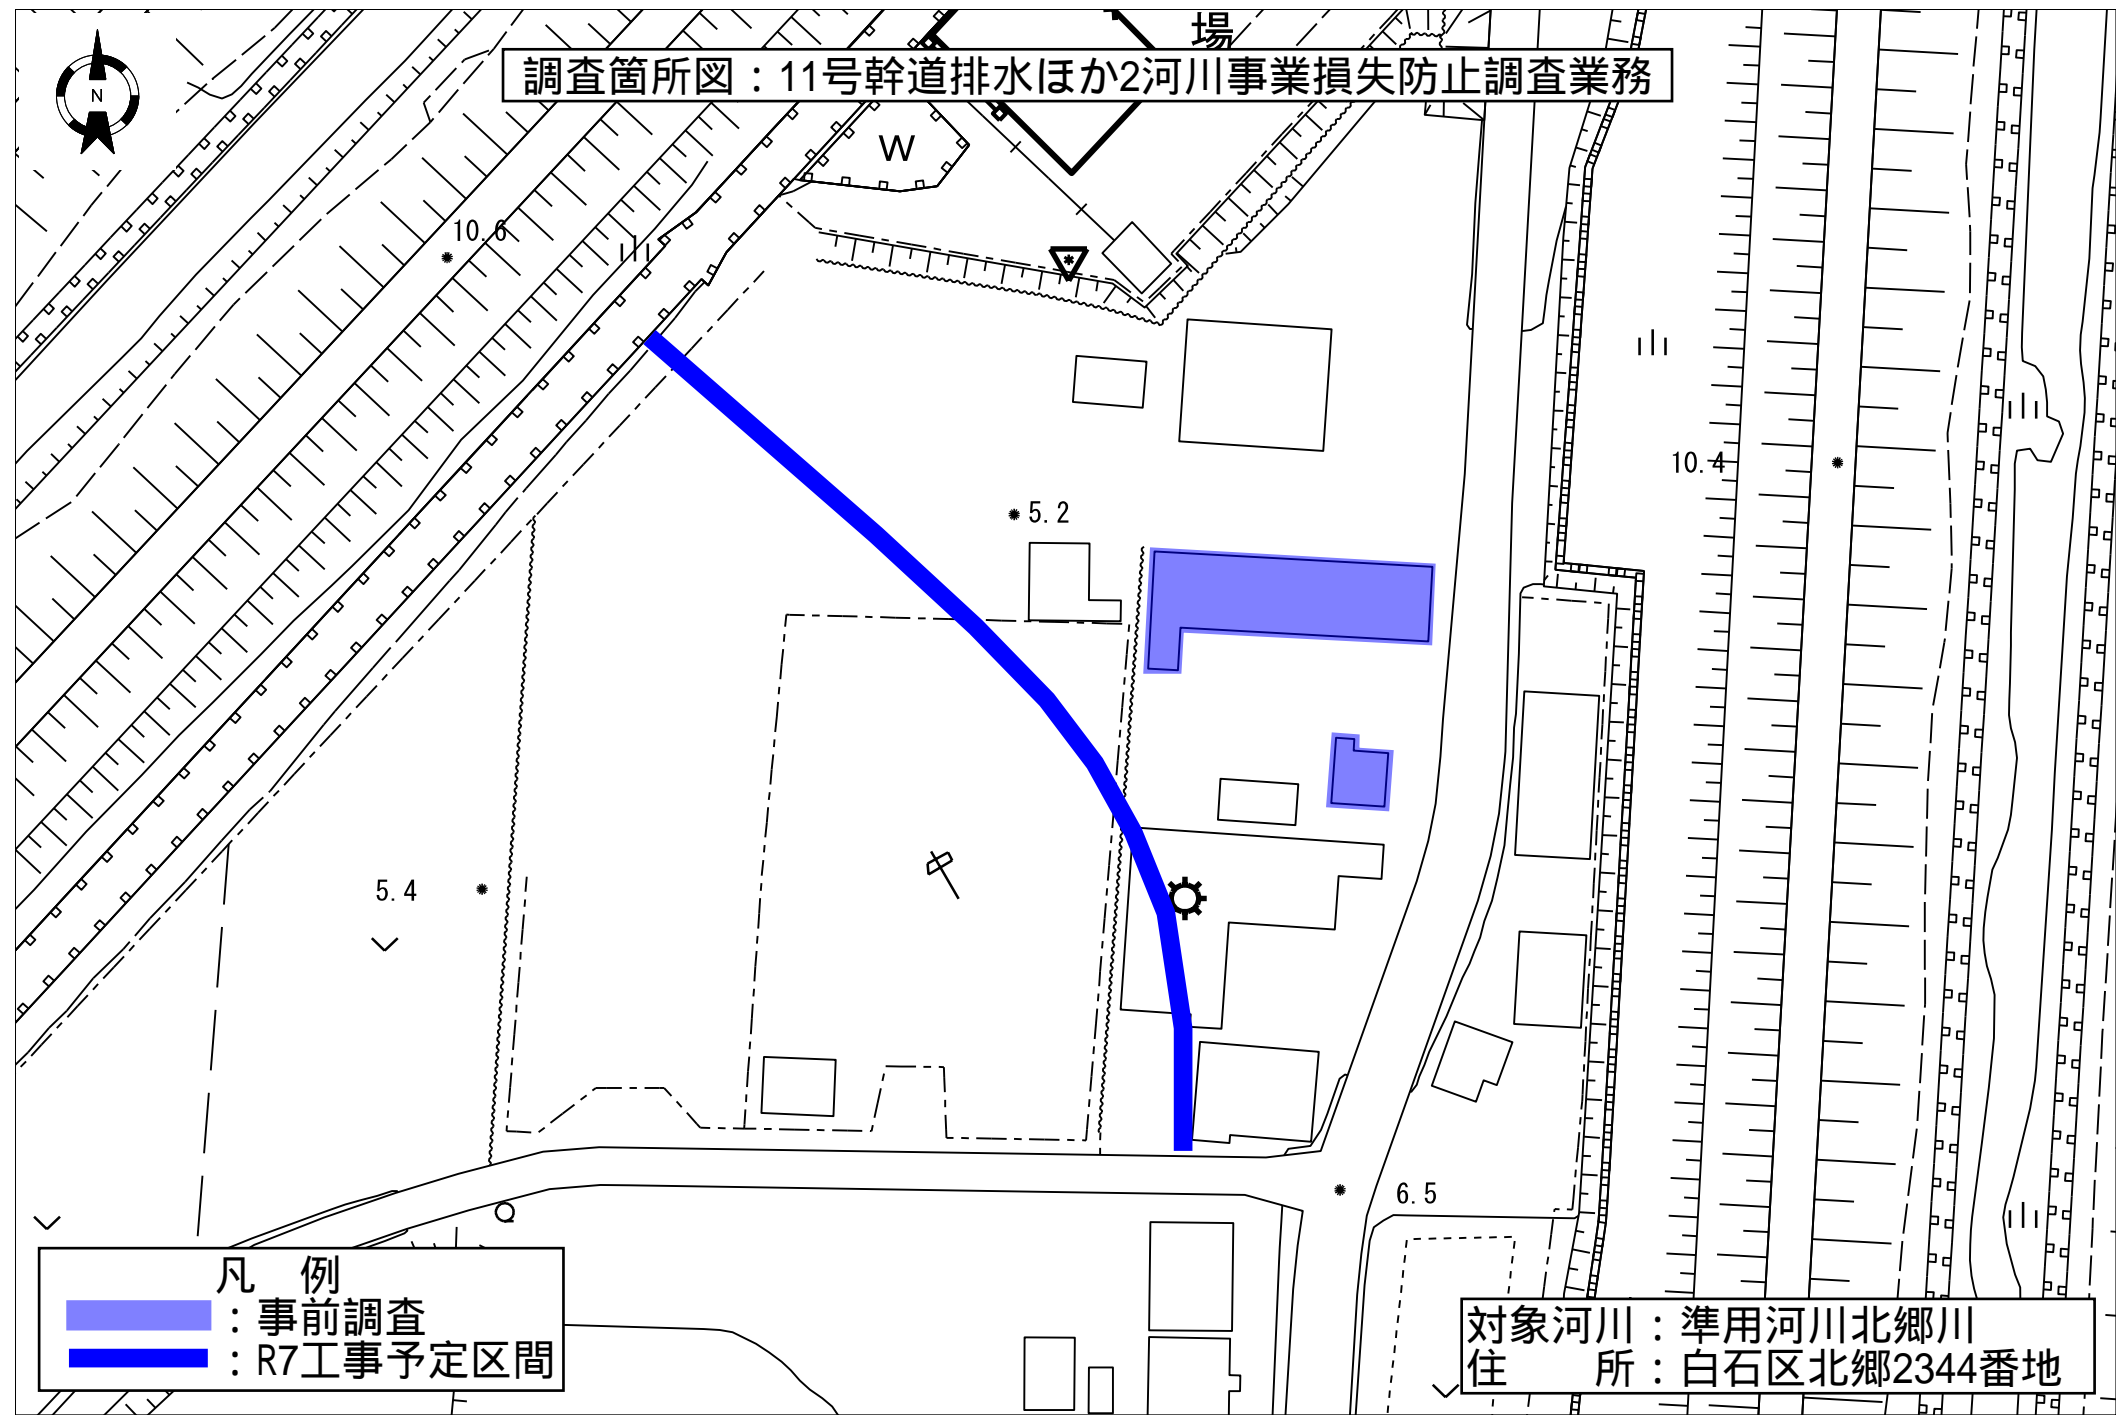 場
調査箇所図：11号幹道排水ほか2河川事業損失防止調査業務
N
W
10.6
10.4
5.2
5.4
6.5
凡　例
：事前調査
：R7工事予定区間
対象河川：準用河川北郷川
住　　所：白石区北郷2344番地